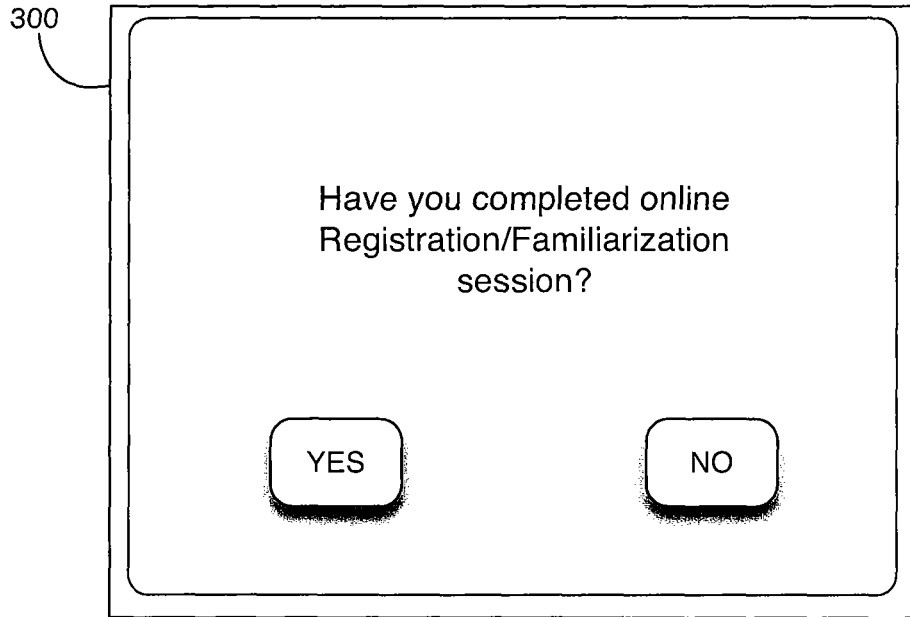 300
Have you completed online
Registration/Familiarization
session?
YES
NO